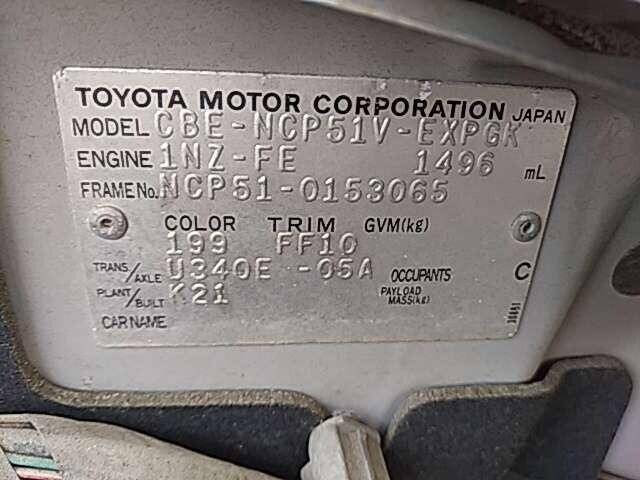 TOYOTA MOTOR CORPORATION JAPAN
MODEL CBE-NCP51V-EXPGK
ENGINE 1NZ-FE 1496 mL
FRAME No. NCP51-0153065
COLOR TRIM GVM(kg)
199 FF10
TRANS/AXLE U340E -05A OCCUPANTS C
PLANT/BUILT K21 PAYLOAD MASS(kg)
CAR NAME